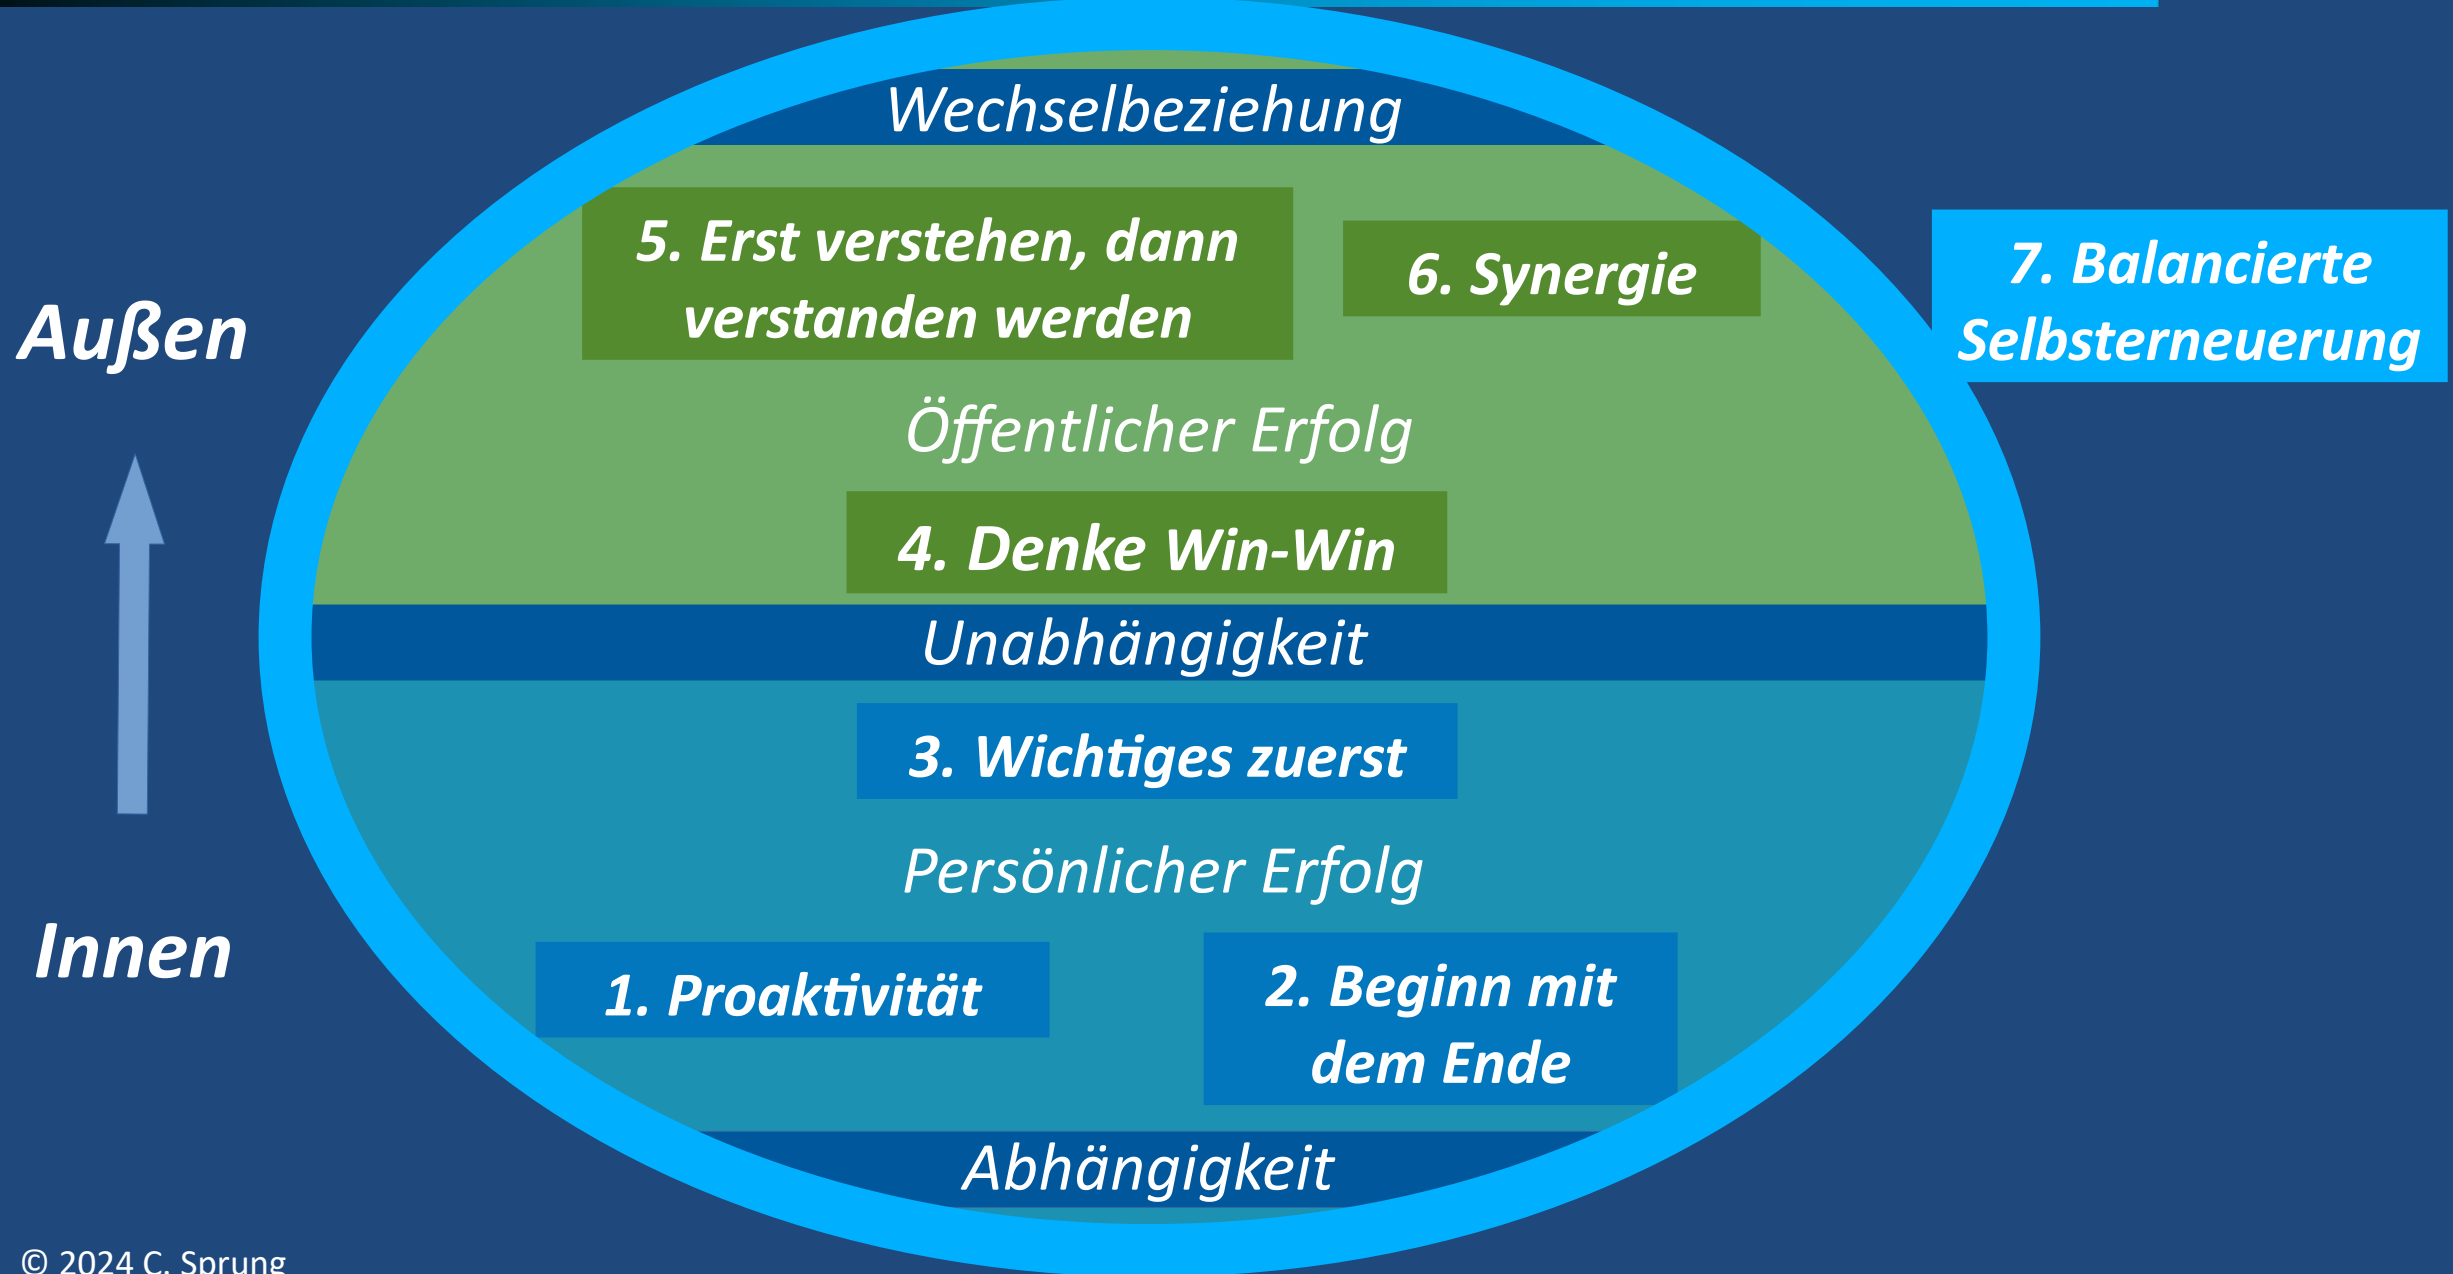 Wechselbeziehung
5. Erst verstehen, dann
verstanden werden
6. Synergie
7. Balancierte
Selbsterneuerung
Außen
Öffentlicher Erfolg
4. Denke Win-Win
Unabhängigkeit
3. Wichtiges zuerst
Persönlicher Erfolg
Innen
1. Proaktivität
2. Beginn mit
dem Ende
Abhängigkeit
© 2024 C. Sprung